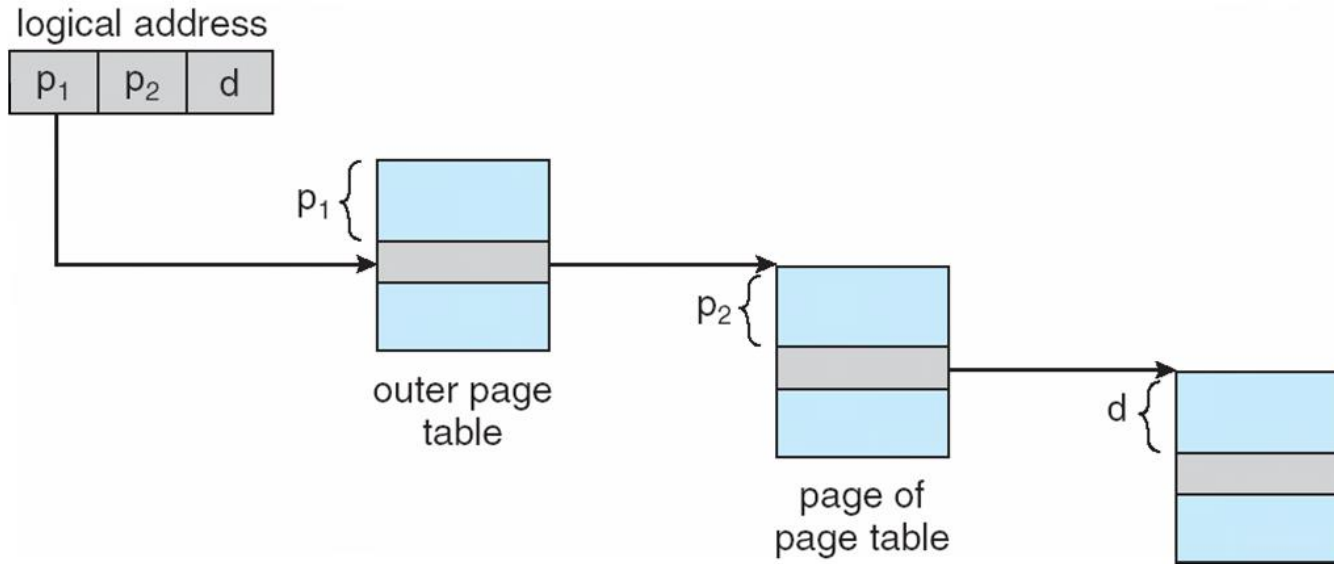 logical address
p₁ p₂ d
p₁
outer page
table
p₂
page of
page table
d